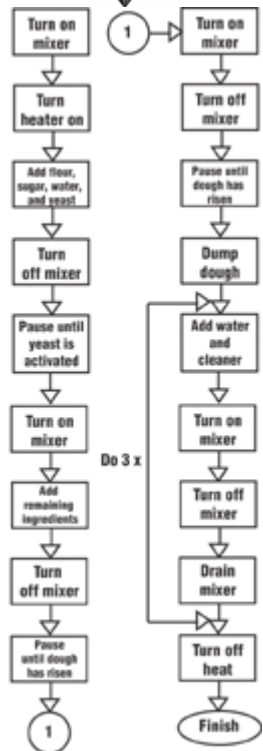 Turn on
mixer
Turn
heater on
Add flour,
sugar, water,
and yeast
Turn
off mixer
Pause until
yeast is
activated
Turn on
mixer
Add
remaining
ingredients
Turn
off mixer
Pause
until dough
has risen
1
1
Turn on
mixer
Turn off
mixer
Pause until
dough has
risen
Dump
dough
Add water
and
cleaner
Turn on
mixer
Do 3 x
Turn off
mixer
Drain
mixer
Turn off
heat
Finish